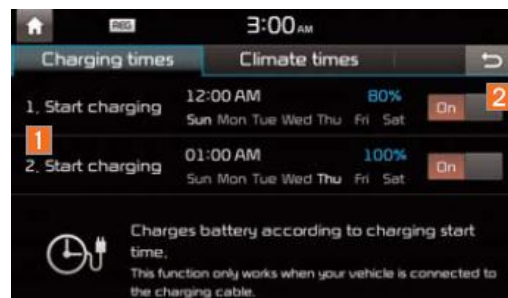 REG 3:00 AM
Charging times Climate times
1. Start charging 12:00 AM 80% On 2
Sun Mon Tue Wed Thu Fri Sat
1
2. Start charging 01:00 AM 100% On
Sun Mon Tue Wed Thu Fri Sat
Charges battery according to charging start
time.
This function only works when your vehicle is connected to
the charging cable.